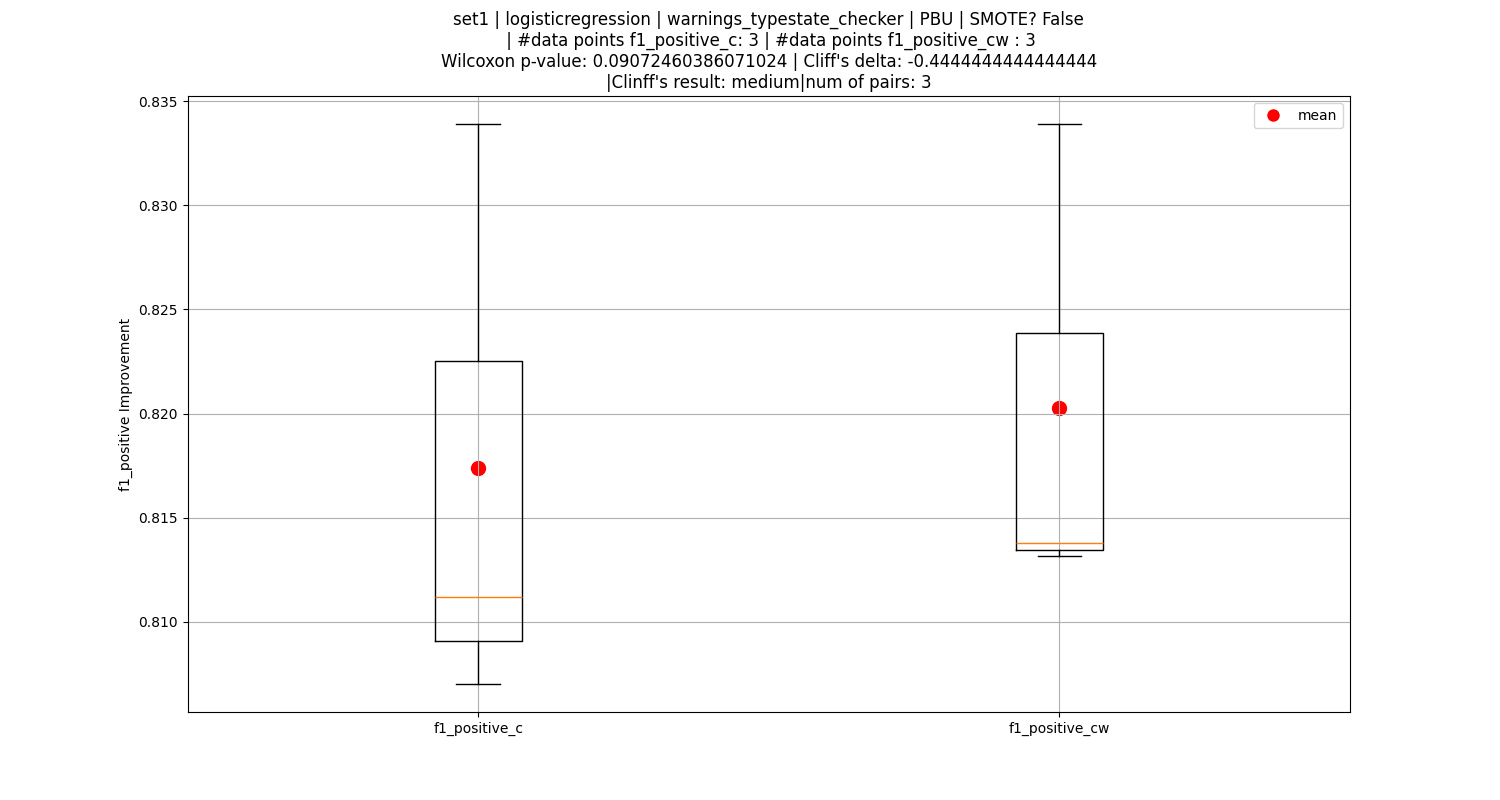 set1 | logisticregression | warnings_typestate_checker | PBU | SMOTE? False
| #data points f1_positive_c: 3 | #data points f1_positive_cw : 3
Wilcoxon p-value: 0.09072460386071024 | Cliff's delta: -0.4444444444444444
|Clinff's result: medium|num of pairs: 3
mean
0.835
0.830
0.825
0.820
0.815
0.810
f1_positive Improvement
f1_positive_c
f1_positive_cw